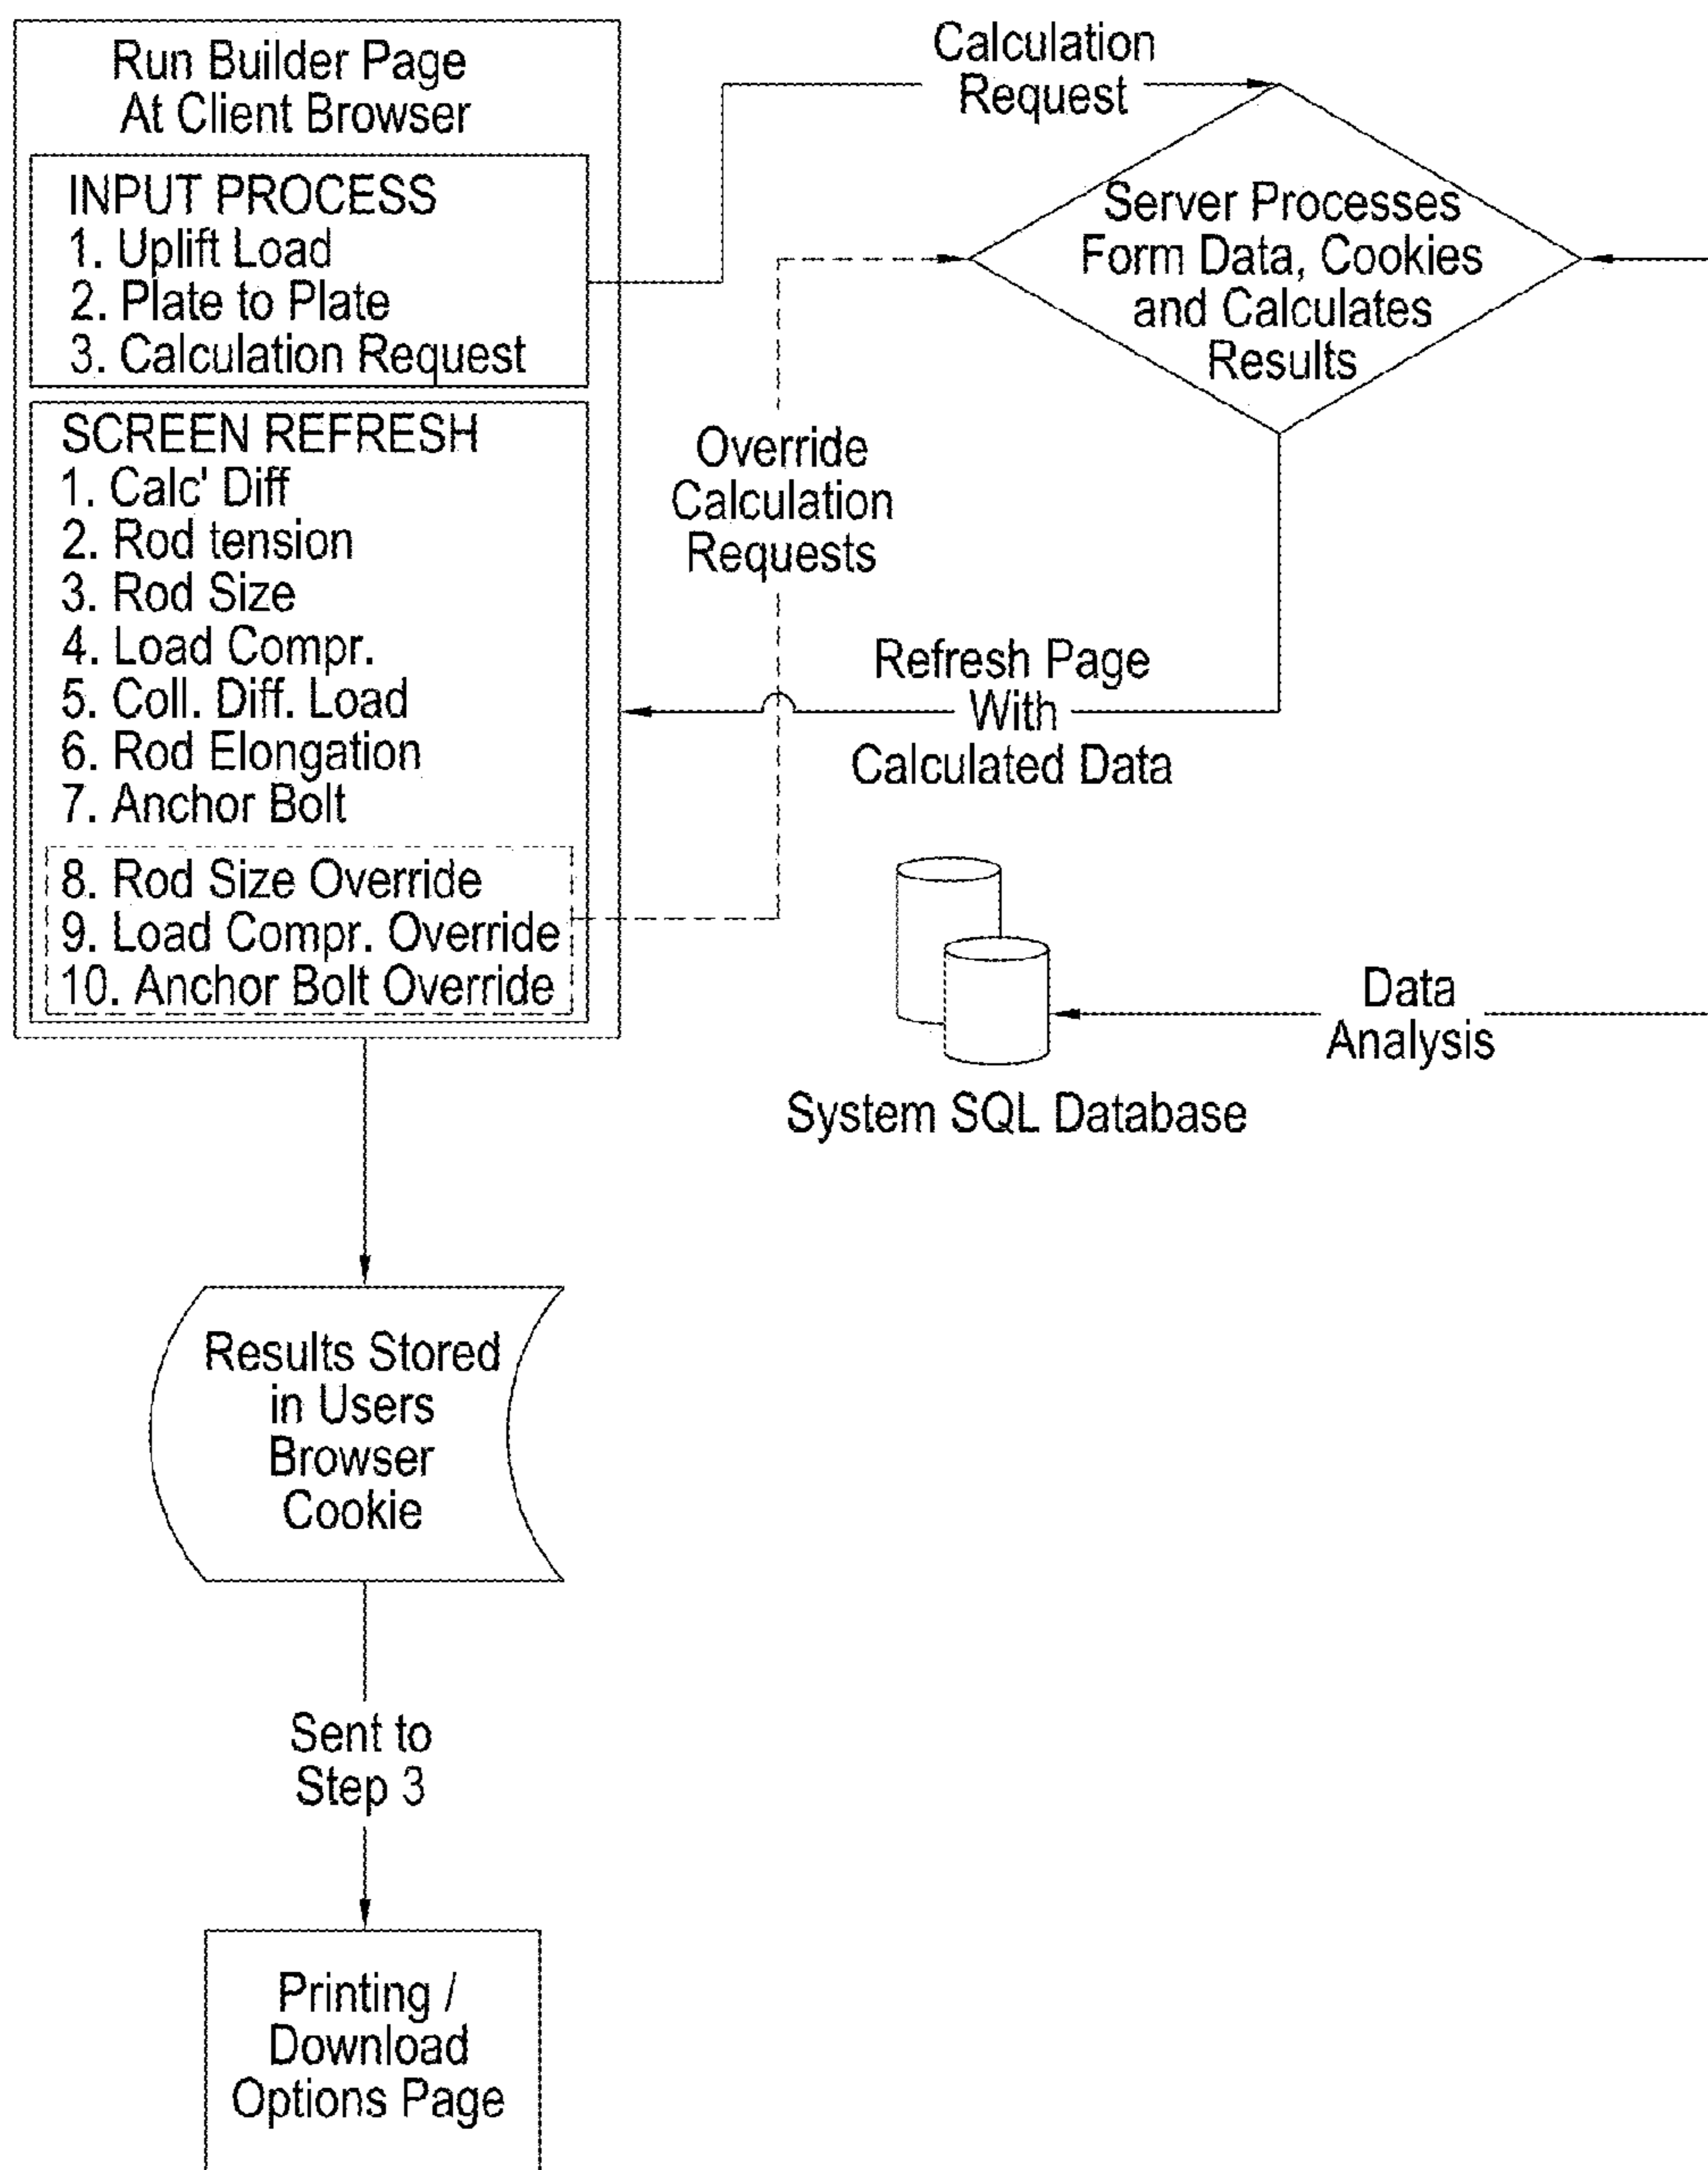 Run Builder Page
At Client Browser
INPUT PROCESS
1. Uplift Load
2. Plate to Plate
3. Calculation Request
SCREEN REFRESH
1. Calc' Diff
2. Rod tension
3. Rod Size
4. Load Compr.
5. Coll. Diff. Load
6. Rod Elongation
7. Anchor Bolt
8. Rod Size Override
9. Load Compr. Override
10. Anchor Bolt Override
Calculation
Request
Server Processes
Form Data, Cookies
and Calculates
Results
Override
Calculation
Requests
Refresh Page
With
Calculated Data
Data
Analysis
System SQL Database
Results Stored
in Users
Browser
Cookie
Sent to
Step 3
Printing /
Download
Options Page